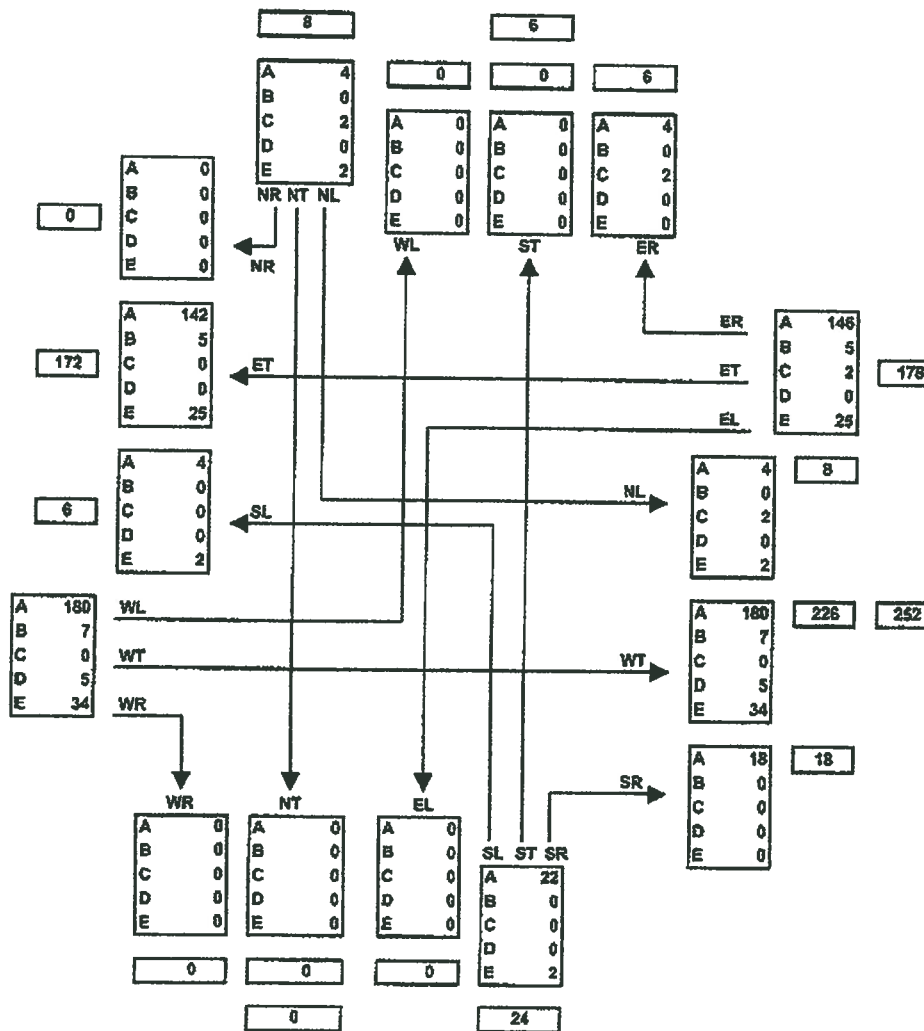 8
6
A 4
B 0
C 2
D 0
E 2
NR NT NL
0
0
6
A 0
B 0
C 0
D 0
E 0
WL
A 0
B 0
C 0
D 0
E 0
ST
A 4
B 0
C 2
D 0
E 0
ER
0
A 0
B 0
C 0
D 0
E 0
NR
172
A 142
B 5
C 0
D 0
E 25
ET
ER
ET
EL
A 146
B 5
C 2
D 0
E 25
178
6
A 4
B 0
C 0
D 0
E 2
SL
NL
A 4
B 0
C 2
D 0
E 2
8
A 180
B 7
C 0
D 5
E 34
WL
WT
WR
WT
A 180
B 7
C 0
D 5
E 34
226
252
SR
A 18
B 0
C 0
D 0
E 0
18
WR
A 0
B 0
C 0
D 0
E 0
0
NT
A 0
B 0
C 0
D 0
E 0
0
0
EL
A 0
B 0
C 0
D 0
E 0
0
SL ST SR
A 22
B 0
C 0
D 0
E 2
24